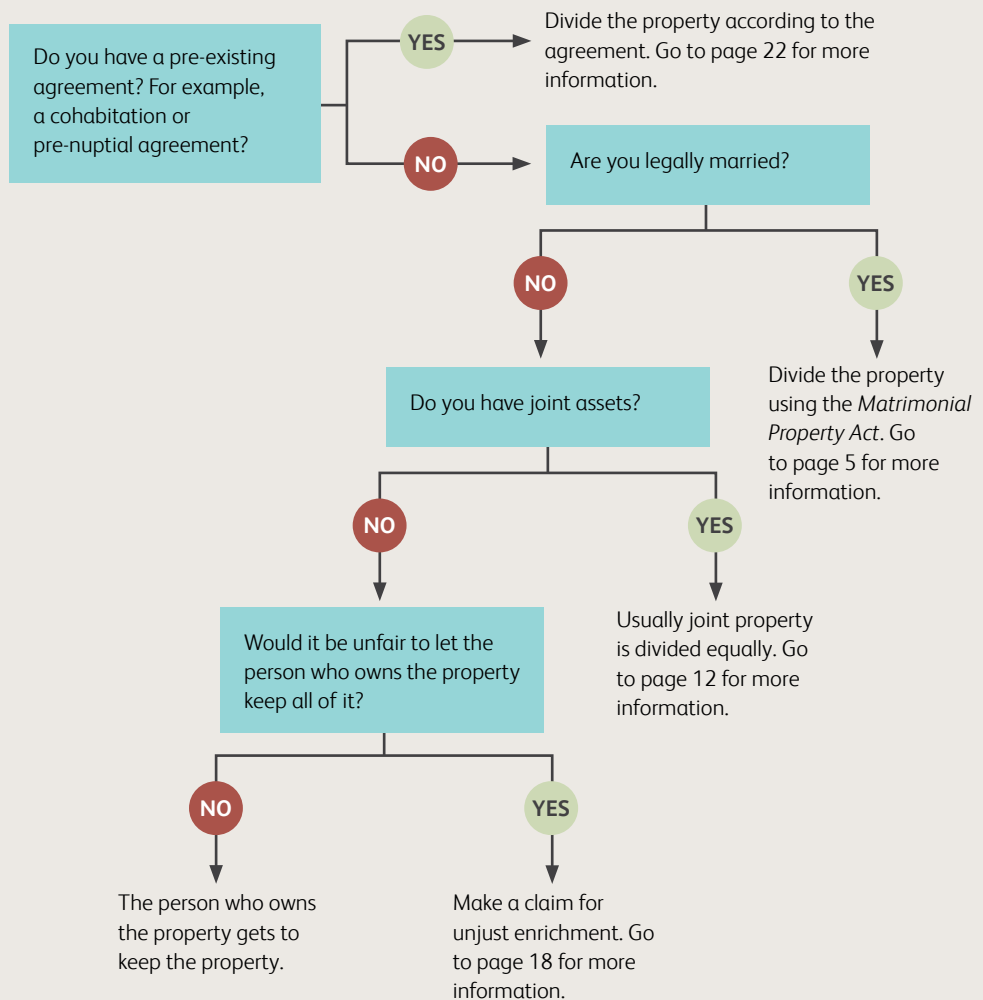 Do you have a pre-existing
agreement? For example,
a cohabitation or
pre-nuptial agreement?
YES
Divide the property according to the
agreement. Go to page 22 for more
information.
NO
Are you legally married?
NO
YES
Do you have joint assets?
Divide the property
using the Matrimonial
Property Act. Go
to page 5 for more
information.
NO
YES
Would it be unfair to let the
person who owns the property
keep all of it?
Usually joint property
is divided equally. Go
to page 12 for more
information.
NO
YES
The person who owns
the property gets to
keep the property.
Make a claim for
unjust enrichment. Go
to page 18 for more
information.